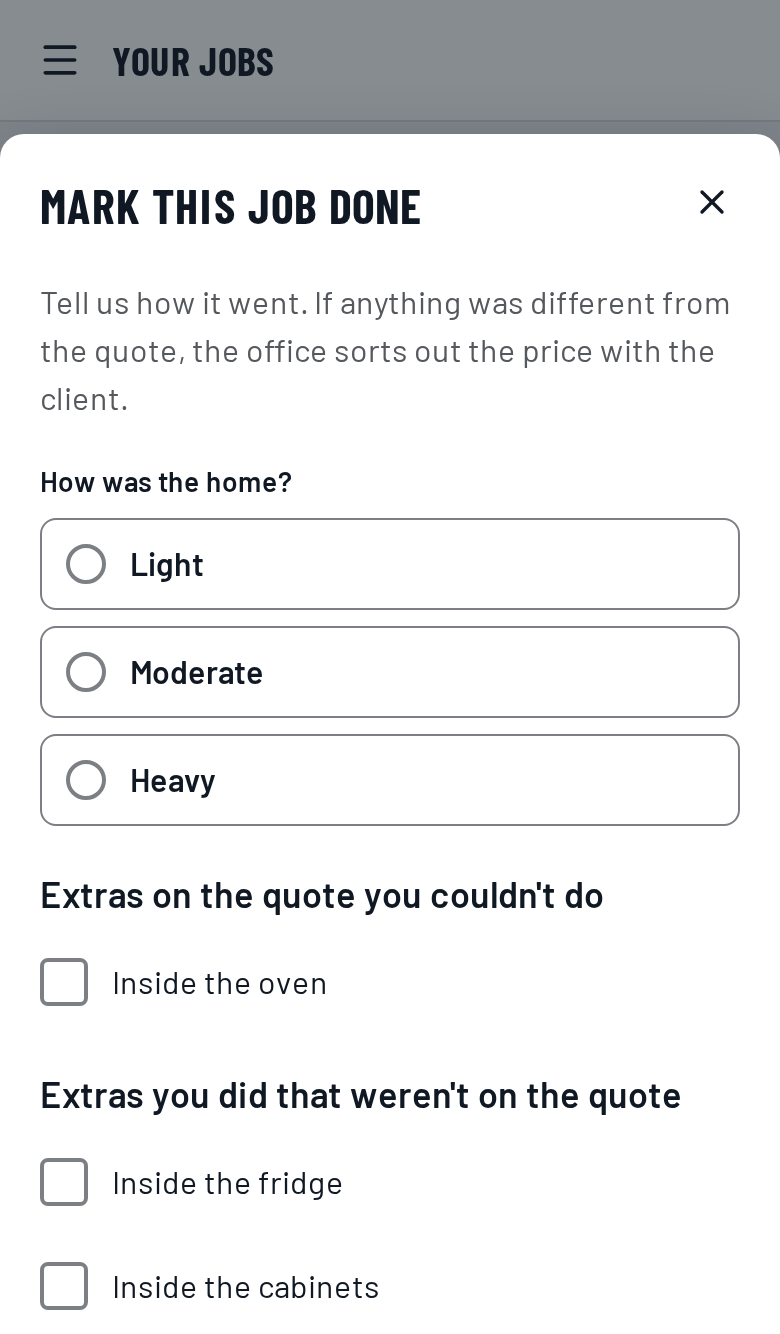 YOUR JOBS
MARK THIS JOB DONE
Tell us how it went. If anything was different from
the quote, the office sorts out the price with the
client.
How was the home?
Light
Moderate
Heavy
Extras on the quote you couldn't do
Inside the oven
Extras you did that weren't on the quote
Inside the fridge
Inside the cabinets